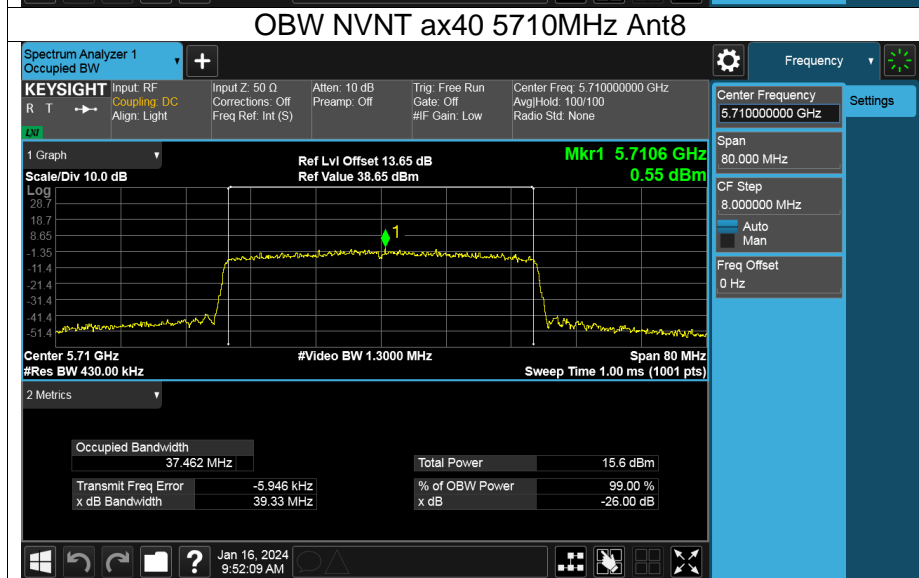 OBW NVNT ax40 5710MHz Ant8
Spectrum Analyzer 1
Occupied BW
+
Frequency
KEYSIGHT
R T
LXI
Input: RF
Coupling: DC
Align: Light
Input Z: 50 Ω
Corrections: Off
Freq Ref: Int (S)
Atten: 10 dB
Preamp: Off
Trig: Free Run
Gate: Off
#IF Gain: Low
Center Freq: 5.710000000 GHz
Avg|Hold: 100/100
Radio Std: None
Center Frequency
5.710000000 GHz
Settings
Span
80.000 MHz
CF Step
8.000000 MHz
Auto
Man
Freq Offset
0 Hz
1 Graph
Ref Lvl Offset 13.65 dB
Mkr1 5.7106 GHz
Scale/Div 10.0 dB
Ref Value 38.65 dBm
0.55 dBm
Log
28.7
18.7
8.65
-1.35
-11.4
-21.4
-31.4
-41.4
-51.4
1
Center 5.71 GHz
#Video BW 1.3000 MHz
Span 80 MHz
#Res BW 430.00 kHz
Sweep Time 1.00 ms (1001 pts)
2 Metrics
Occupied Bandwidth
37.462 MHz
Total Power 15.6 dBm
Transmit Freq Error -5.946 kHz
% of OBW Power 99.00 %
x dB Bandwidth 39.33 MHz
x dB -26.00 dB
?
Jan 16, 2024
9:52:09 AM